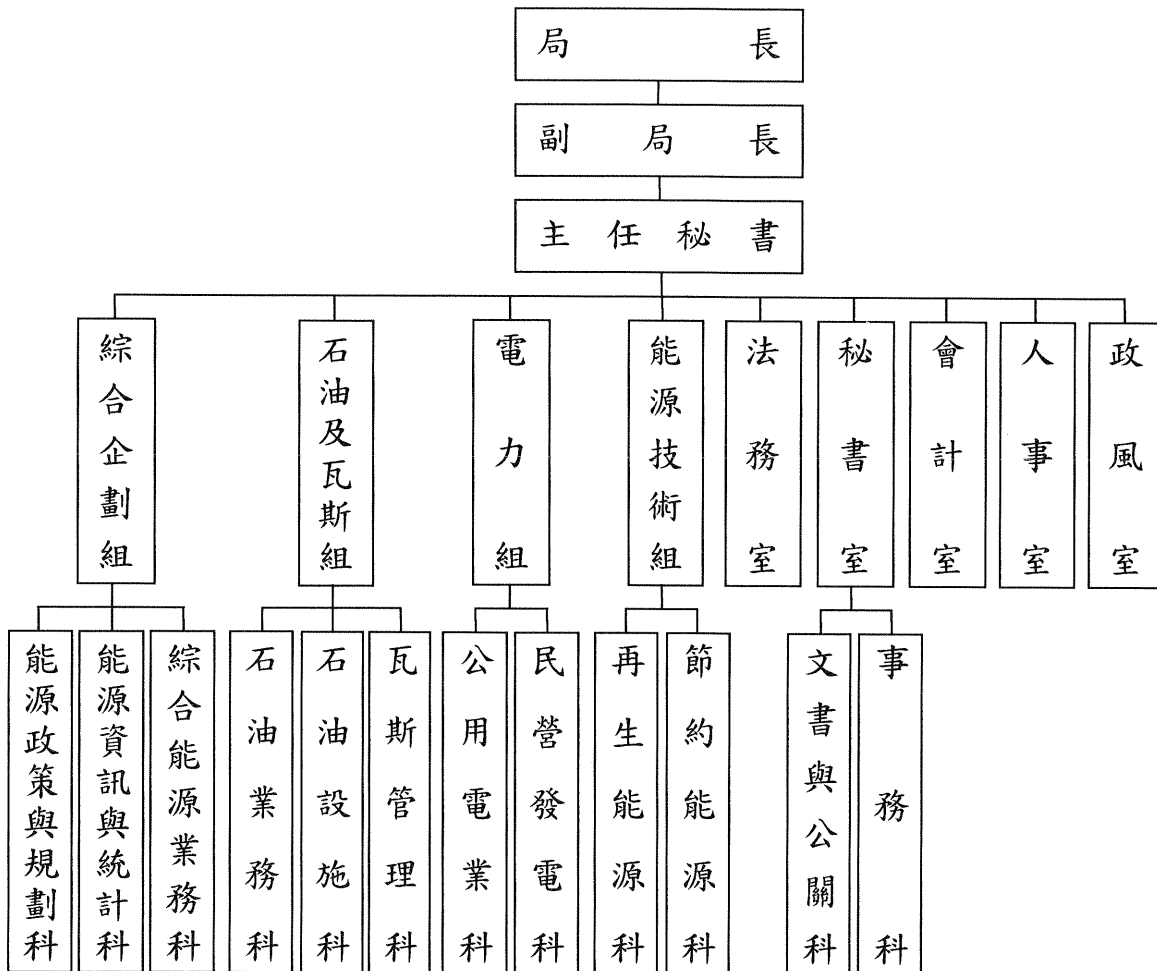 局長
副局長
主任秘書
綜合企劃組
石油及瓦斯組
電力組
能源技術組
法務室
秘書室
會計室
人事室
政風室
能源政策與規劃科
能源資訊與統計科
綜合能源業務科
石油業務科
石油設施科
瓦斯管理科
公用電業科
民營發電科
再生能源科
節約能源科
文書與公關科
事務科